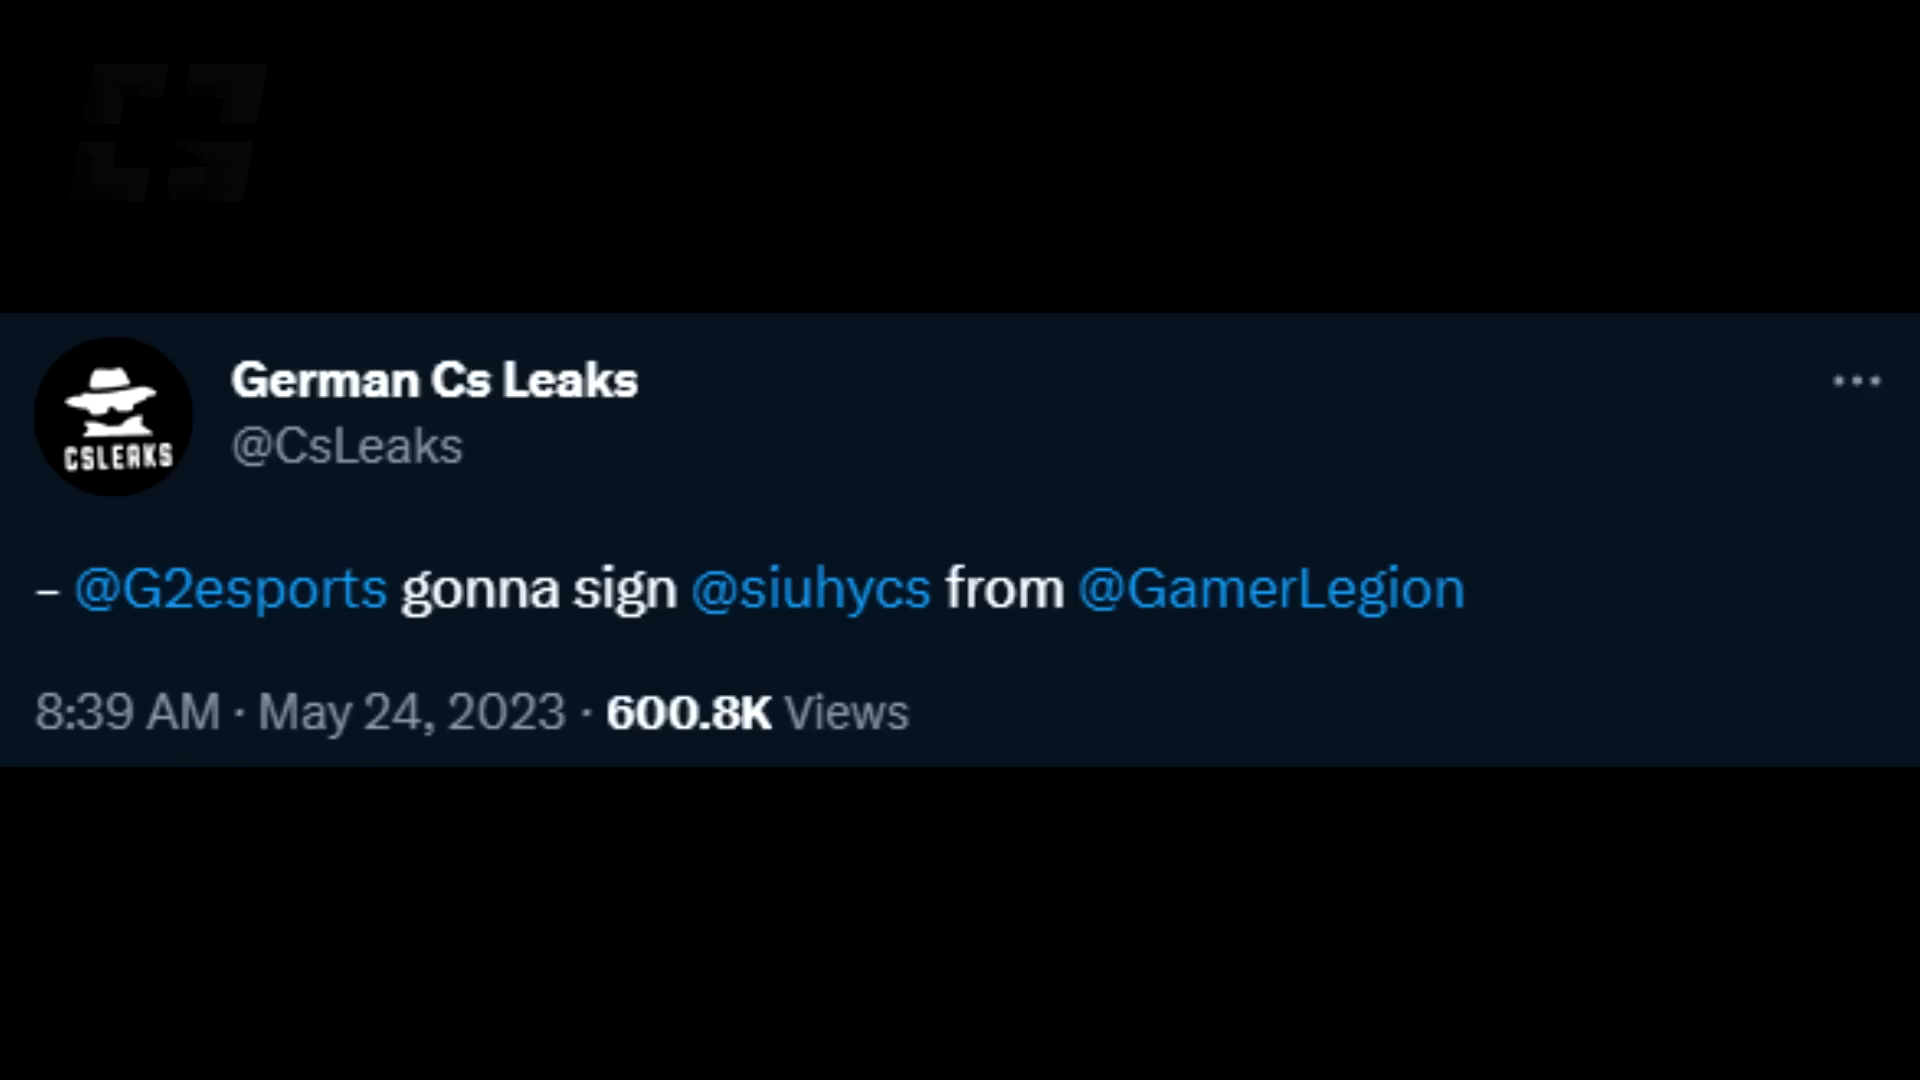 CSLEAKS
German Cs Leaks
@CsLeaks
– @G2esports gonna sign @siuhycs from @GamerLegion
8:39 AM · May 24, 2023 · 600.8K Views